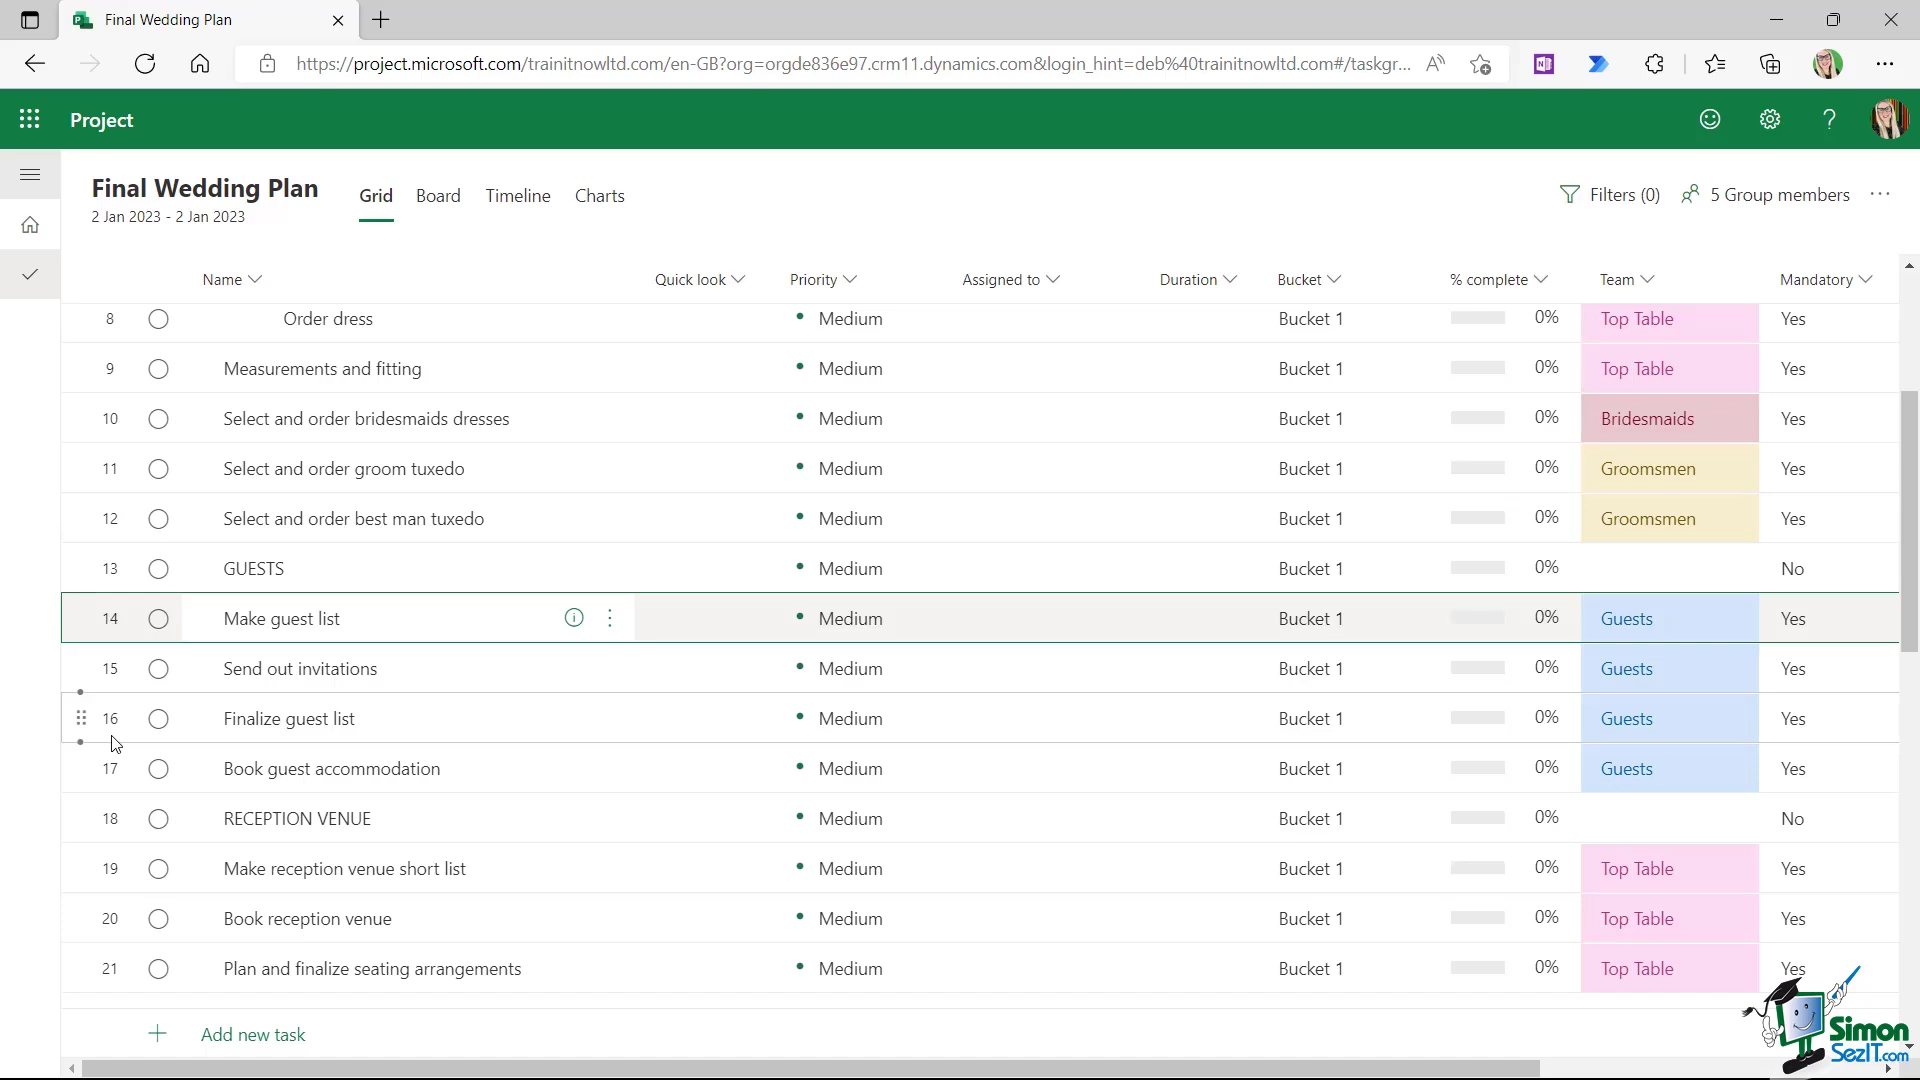 Final Wedding Plan
https://project.microsoft.com/trainitnowltd.com/en-GB?org=orgde836e97.crm11.dynamics.com&login_hint=deb%40trainitnowltd.com#/taskgr...
Project
Final Wedding Plan
2 Jan 2023 - 2 Jan 2023
Grid Board Timeline Charts
Filters (0) 5 Group members
Name Quick look Priority Assigned to Duration Bucket % complete Team Mandatory
8 Order dress Medium Bucket 1 0% Top Table Yes
9 Measurements and fitting Medium Bucket 1 0% Top Table Yes
10 Select and order bridesmaids dresses Medium Bucket 1 0% Bridesmaids Yes
11 Select and order groom tuxedo Medium Bucket 1 0% Groomsmen Yes
12 Select and order best man tuxedo Medium Bucket 1 0% Groomsmen Yes
13 GUESTS Medium Bucket 1 0% No
14 Make guest list Medium Bucket 1 0% Guests Yes
15 Send out invitations Medium Bucket 1 0% Guests Yes
16 Finalize guest list Medium Bucket 1 0% Guests Yes
17 Book guest accommodation Medium Bucket 1 0% Guests Yes
18 RECEPTION VENUE Medium Bucket 1 0% No
19 Make reception venue short list Medium Bucket 1 0% Top Table Yes
20 Book reception venue Medium Bucket 1 0% Top Table Yes
21 Plan and finalize seating arrangements Medium Bucket 1 0% Top Table Yes
Add new task
Simon
SezIT.com